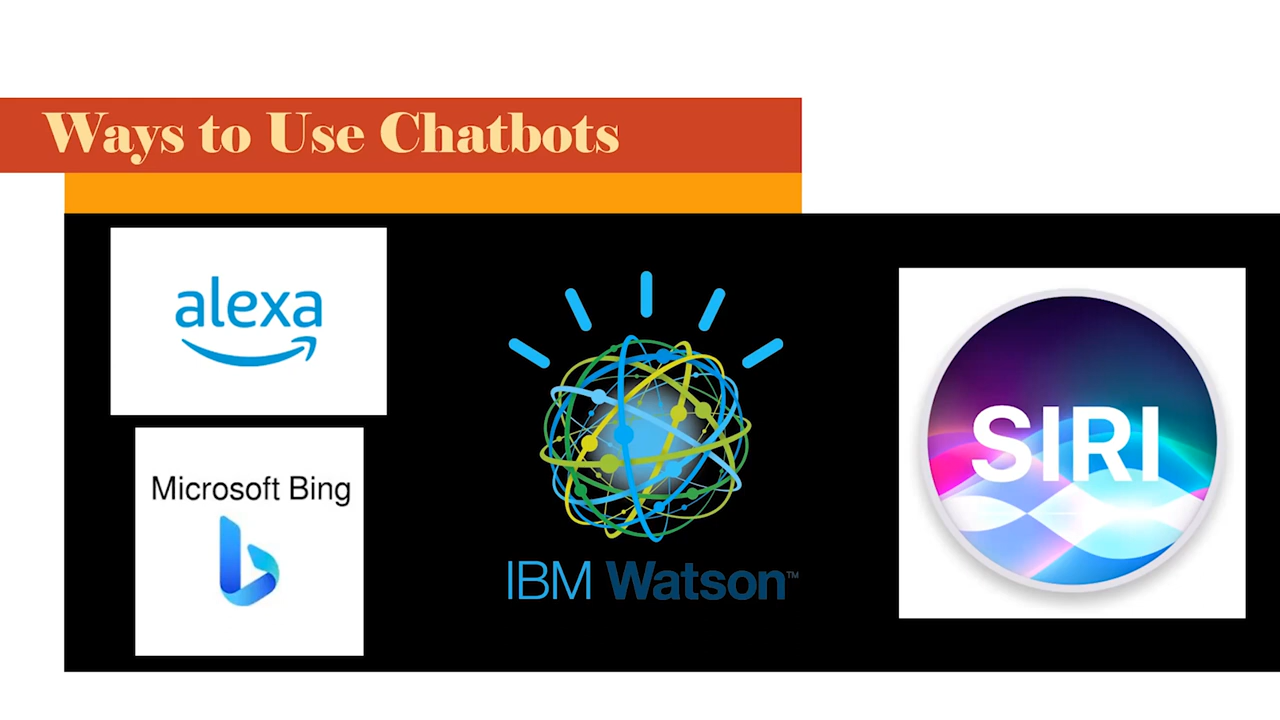 Ways to Use Chatbots
alexa
Microsoft Bing
IBM Watson™
SIRI